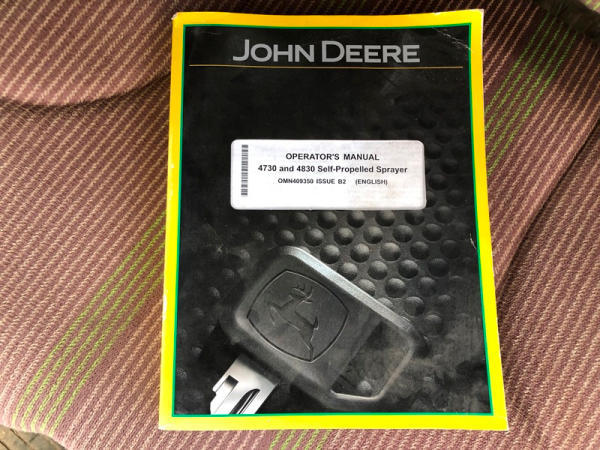 JOHN DEERE
OPERATOR'S MANUAL
4730 and 4830 Self-Propelled Sprayer
OMN409350 ISSUE B2 (ENGLISH)